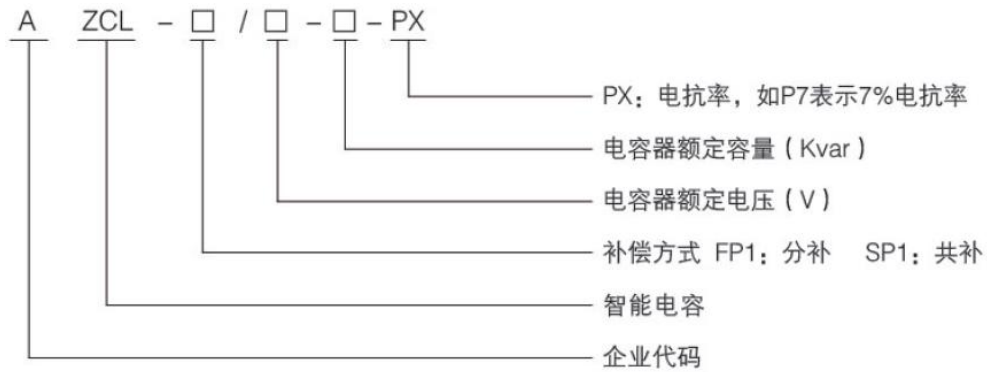 A ZCL - □ / □ - □ - PX
PX：电抗率，如P7表示7%电抗率
电容器额定容量（Kvar）
电容器额定电压（V）
补偿方式 FP1：分补 SP1：共补
智能电容
企业代码